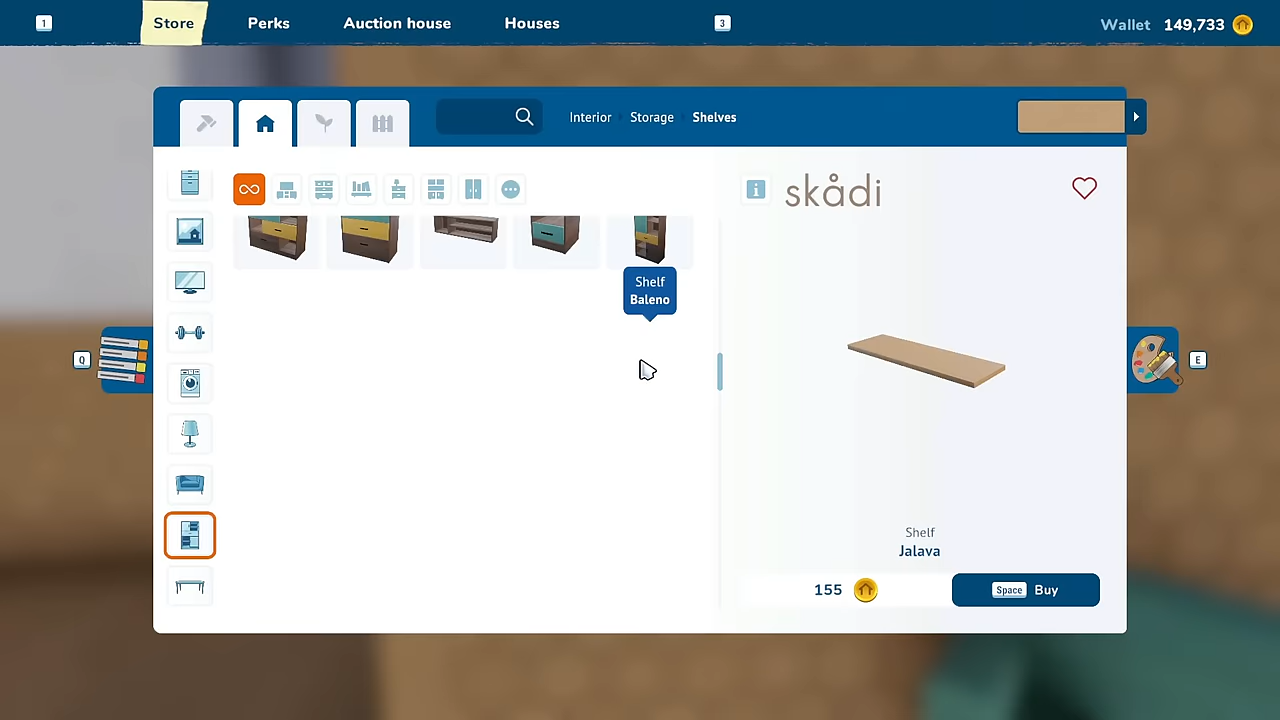 1
Store
Perks
Auction house
Houses
3
Wallet 149,733
Interior
Storage
Shelves
skådi
Shelf
Baleno
Q
E
Shelf
Jalava
155
Space
Buy